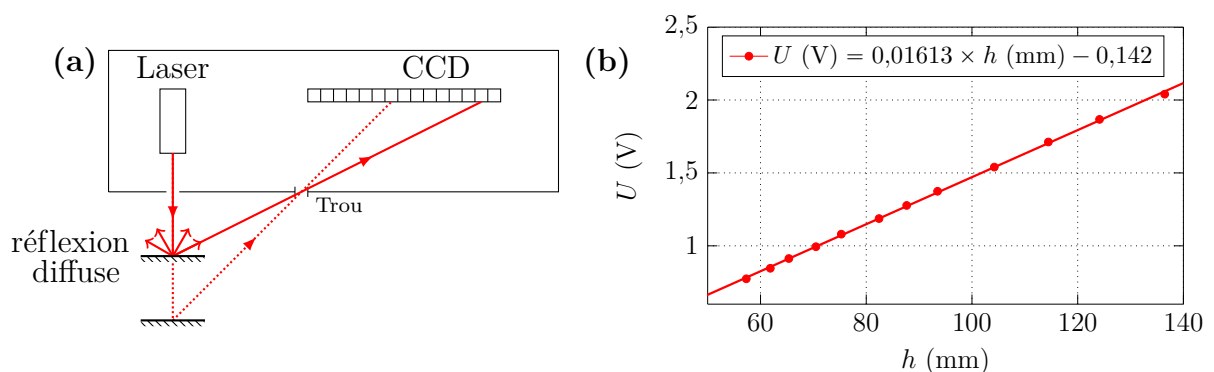 (a)
Laser
CCD
Trou
réflexion
diffuse
(b)
U (V) = 0,01613 × h (mm) − 0,142
2,5
2
1,5
1
U (V)
60 80 100 120 140
h (mm)